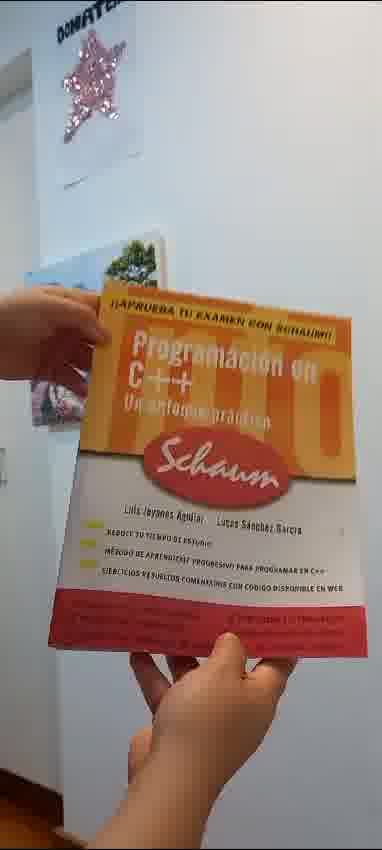 ¡¡APRUEBA TU EXAMEN CON SCHAUM!!
Programación en
C++
Un enfoque práctico
Schaum
Luis Joyanes Aguilar Lucas Sánchez García
REDUCE TU TIEMPO DE ESTUDIO
MÉTODO DE APRENDIZAJE PROGRESIVO PARA PROGRAMAR EN C++
EJERCICIOS RESUELTOS COMENTADOS CON CÓDIGO DISPONIBLE EN WEB